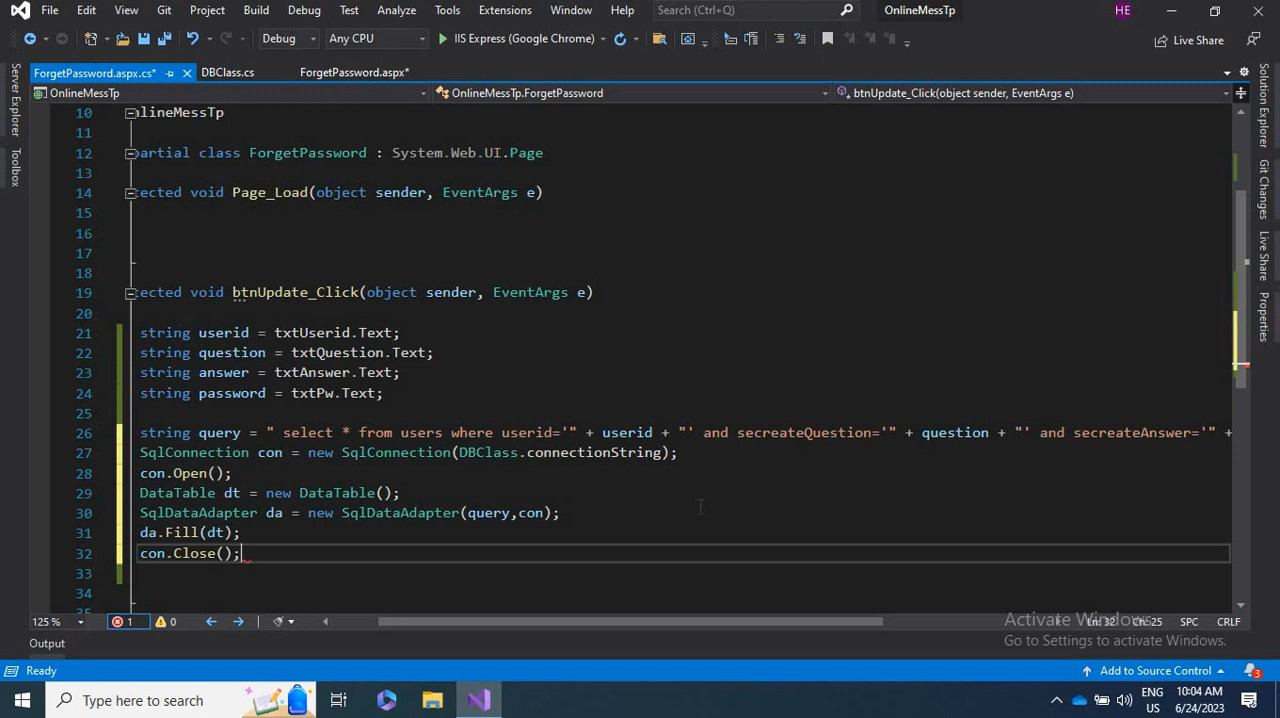 File Edit View Git Project Build Debug Test Analyze Tools Extensions Window Help Search (Ctrl+Q) OnlineMessTp HE
Debug Any CPU IIS Express (Google Chrome) Live Share
ForgetPassword.aspx.cs* DBClass.cs ForgetPassword.aspx*
OnlineMessTp OnlineMessTp.ForgetPassword btnUpdate_Click(object sender, EventArgs e)
10 lineMessTp
11
12 artial class ForgetPassword : System.Web.UI.Page
13
14 ected void Page_Load(object sender, EventArgs e)
15
16
17
18
19 ected void btnUpdate_Click(object sender, EventArgs e)
20
21 string userid = txtUserid.Text;
22 string question = txtQuestion.Text;
23 string answer = txtAnswer.Text;
24 string password = txtPw.Text;
25
26 string query = " select * from users where userid='" + userid + "' and secreateQuestion='" + question + "' and secreateAnswer='" +
27 SqlConnection con = new SqlConnection(DBClass.connectionString);
28 con.Open();
29 DataTable dt = new DataTable();
30 SqlDataAdapter da = new SqlDataAdapter(query,con);
31 da.Fill(dt);
32 con.Close();
33
34
35
Server Explorer
Toolbox
Solution Explorer
Git Changes
Live Share
Properties
125 % 1 0 Ln: 32 Ch: 25 SPC CRLF
Activate Windows
Go to Settings to activate Windows.
Output
Ready Add to Source Control 3
Type here to search
ENG
US
10:04 AM
6/24/2023